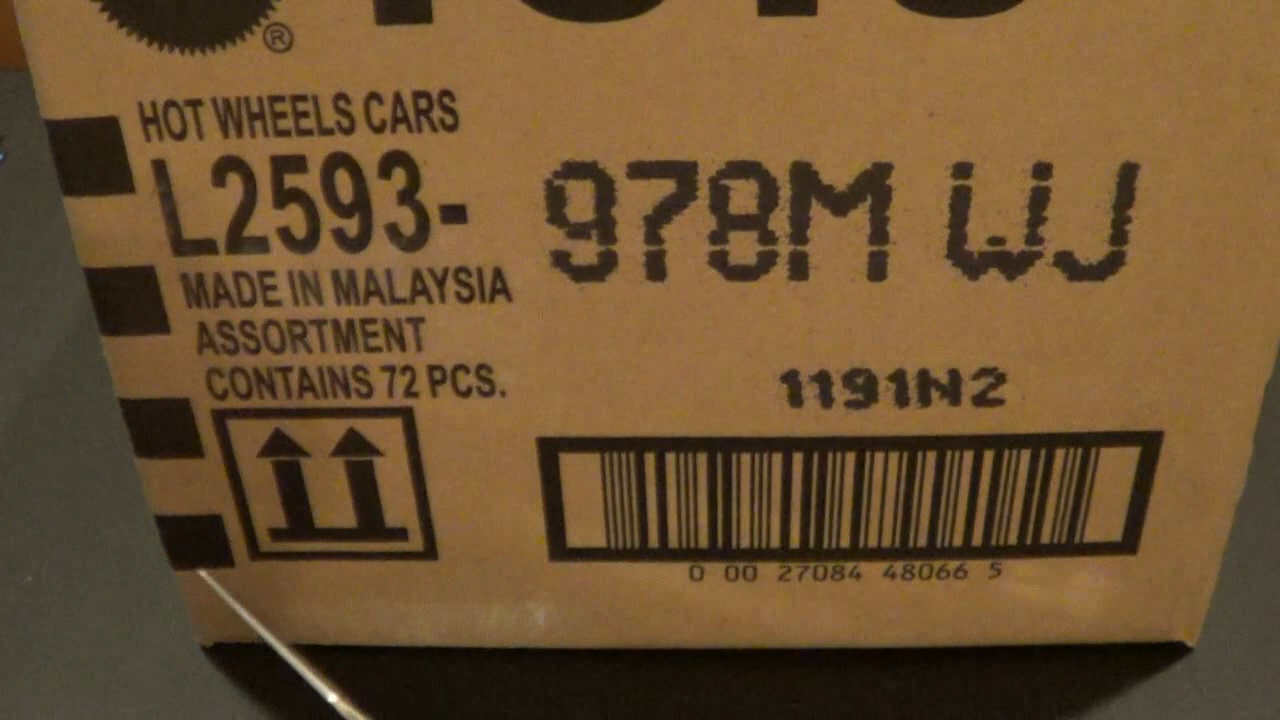 ®
HOT WHEELS CARS
L2593-
978M WJ
MADE IN MALAYSIA
ASSORTMENT
CONTAINS 72 PCS.
1191N2
0 00 27084 48066 5